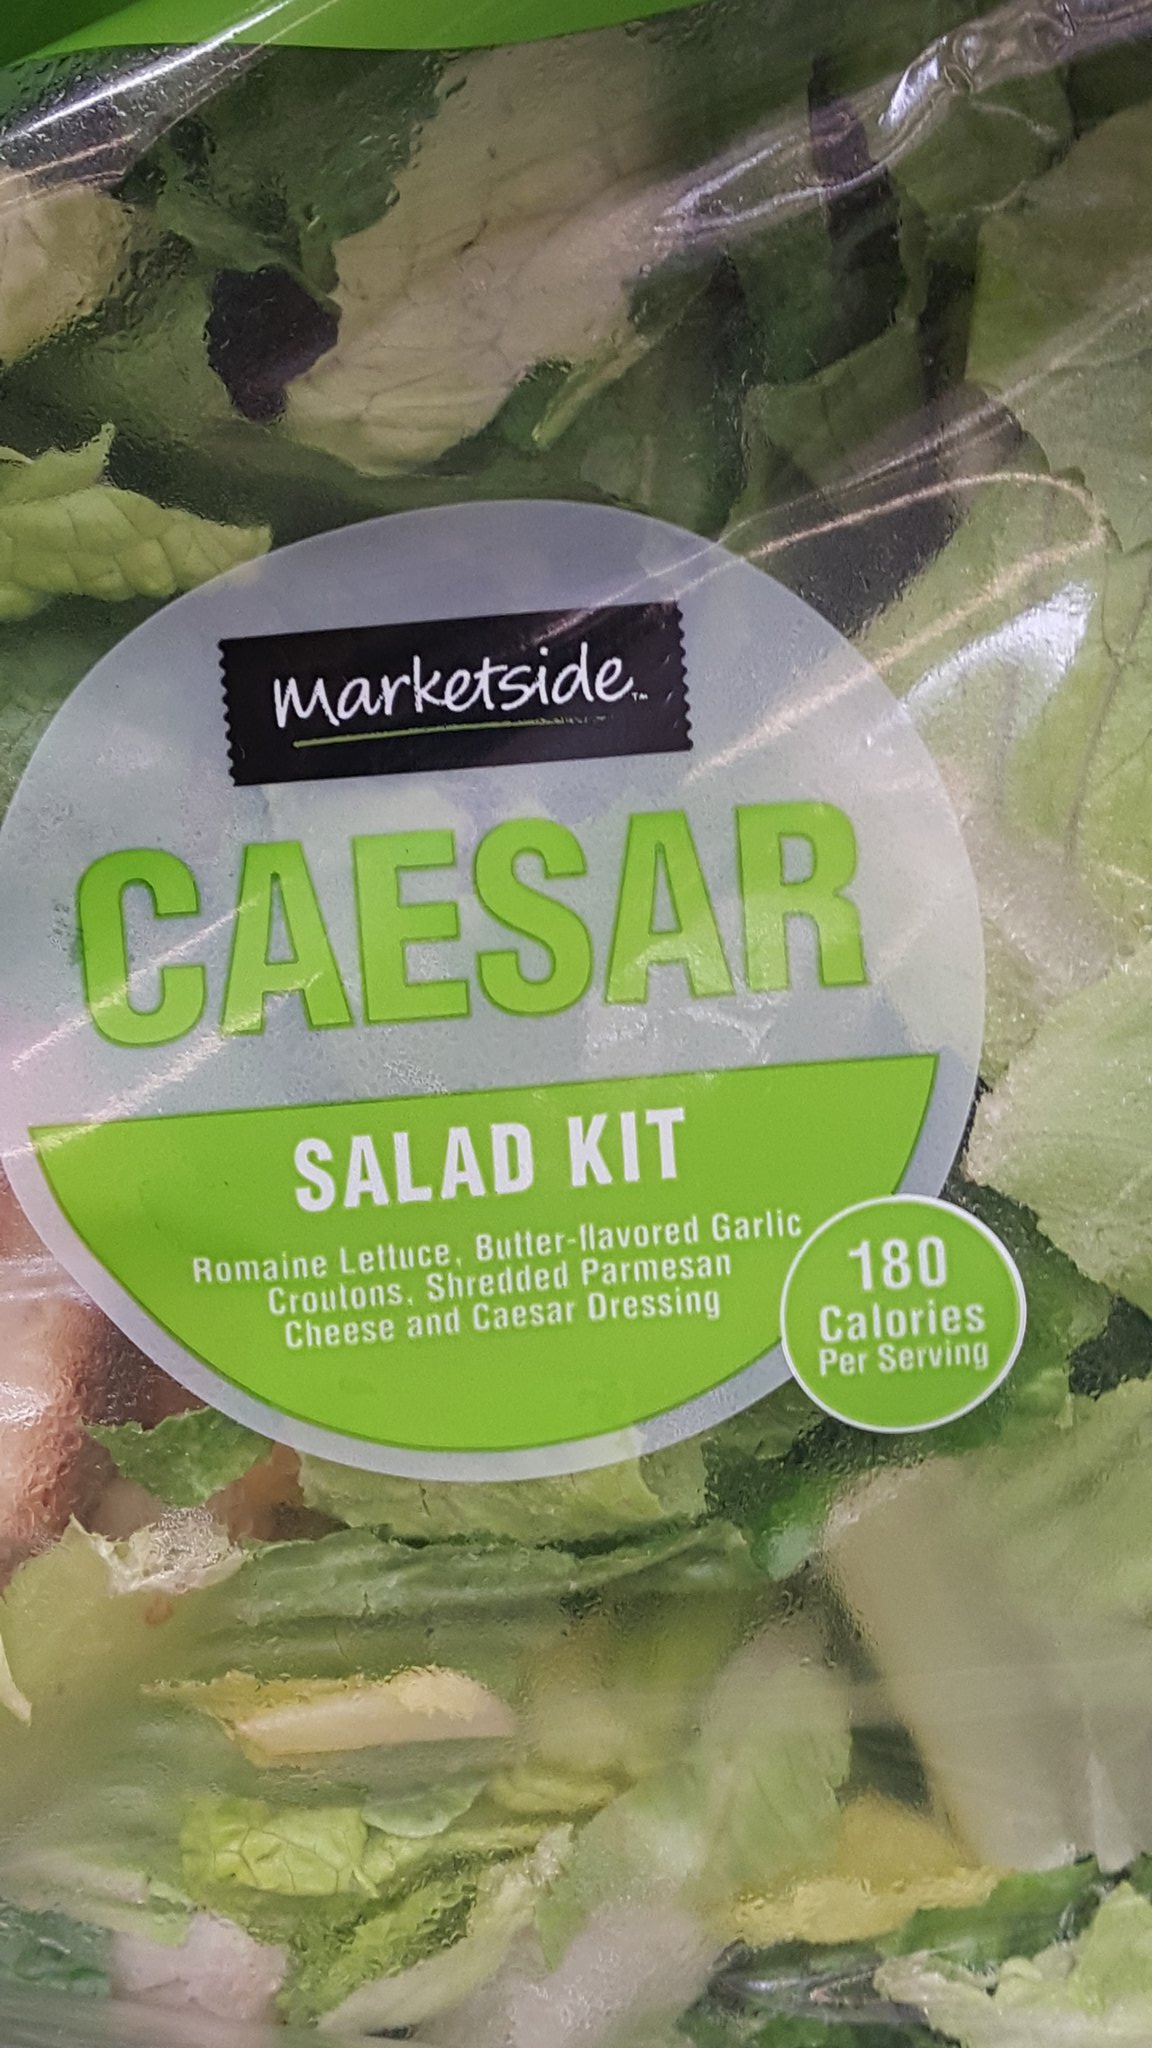 marketside™
CAESAR
SALAD KIT
Romaine Lettuce, Butter-flavored Garlic
Croutons, Shredded Parmesan
Cheese and Caesar Dressing
180
Calories
Per Serving